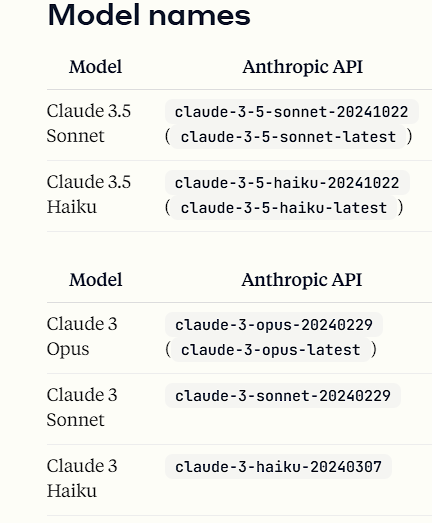 Model names
Model Anthropic API
Claude 3.5 claude-3-5-sonnet-20241022
Sonnet ( claude-3-5-sonnet-latest )
Claude 3.5 claude-3-5-haiku-20241022
Haiku ( claude-3-5-haiku-latest )
Model Anthropic API
Claude 3 claude-3-opus-20240229
Opus ( claude-3-opus-latest )
Claude 3 claude-3-sonnet-20240229
Sonnet
Claude 3 claude-3-haiku-20240307
Haiku